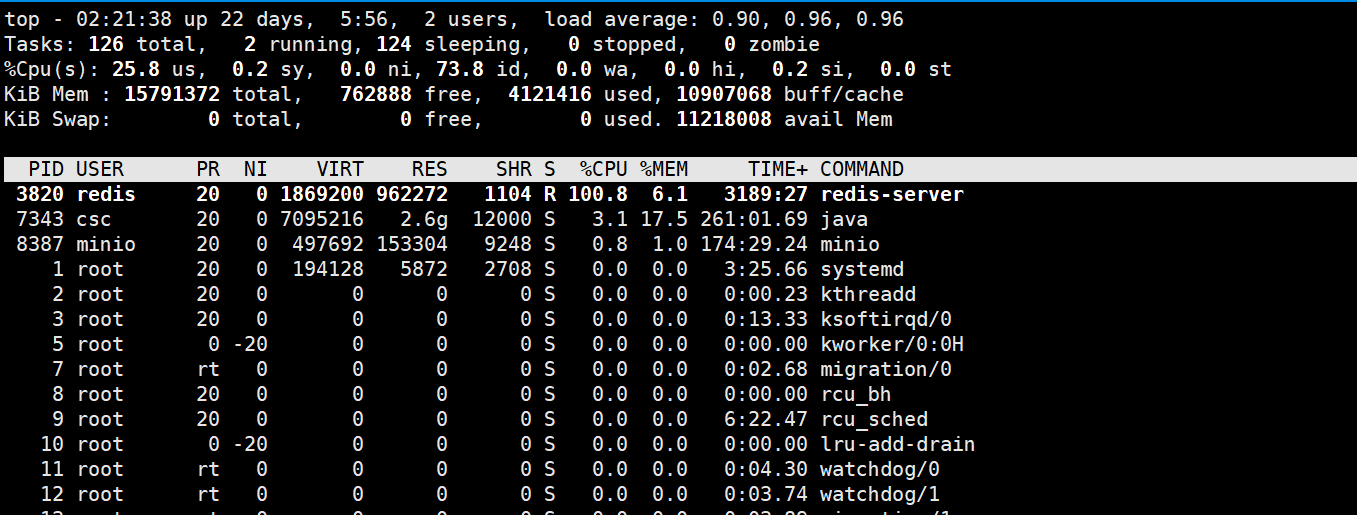 top - 02:21:38 up 22 days,  5:56,  2 users,  load average: 0.90, 0.96, 0.96
Tasks: 126 total,   2 running, 124 sleeping,   0 stopped,   0 zombie
%Cpu(s): 25.8 us,  0.2 sy,  0.0 ni, 73.8 id,  0.0 wa,  0.0 hi,  0.2 si,  0.0 st
KiB Mem : 15791372 total,   762888 free,  4121416 used, 10907068 buff/cache
KiB Swap:        0 total,        0 free,        0 used. 11218008 avail Mem
  PID USER      PR  NI    VIRT    RES    SHR S  %CPU %MEM     TIME+ COMMAND
 3820 redis     20   0 1869200 962272   1104 R 100.8  6.1   3189:27 redis-server
 7343 csc       20   0 7095216   2.6g  12000 S   3.1 17.5 261:01.69 java
 8387 minio     20   0  497692 153304   9248 S   0.8  1.0 174:29.24 minio
    1 root      20   0  194128   5872   2708 S   0.0  0.0   3:25.66 systemd
    2 root      20   0       0      0      0 S   0.0  0.0   0:00.23 kthreadd
    3 root      20   0       0      0      0 S   0.0  0.0   0:13.33 ksoftirqd/0
    5 root       0 -20       0      0      0 S   0.0  0.0   0:00.00 kworker/0:0H
    7 root      rt   0       0      0      0 S   0.0  0.0   0:02.68 migration/0
    8 root      20   0       0      0      0 S   0.0  0.0   0:00.00 rcu_bh
    9 root      20   0       0      0      0 S   0.0  0.0   6:22.47 rcu_sched
   10 root       0 -20       0      0      0 S   0.0  0.0   0:00.00 lru-add-drain
   11 root      rt   0       0      0      0 S   0.0  0.0   0:04.30 watchdog/0
   12 root      rt   0       0      0      0 S   0.0  0.0   0:03.74 watchdog/1